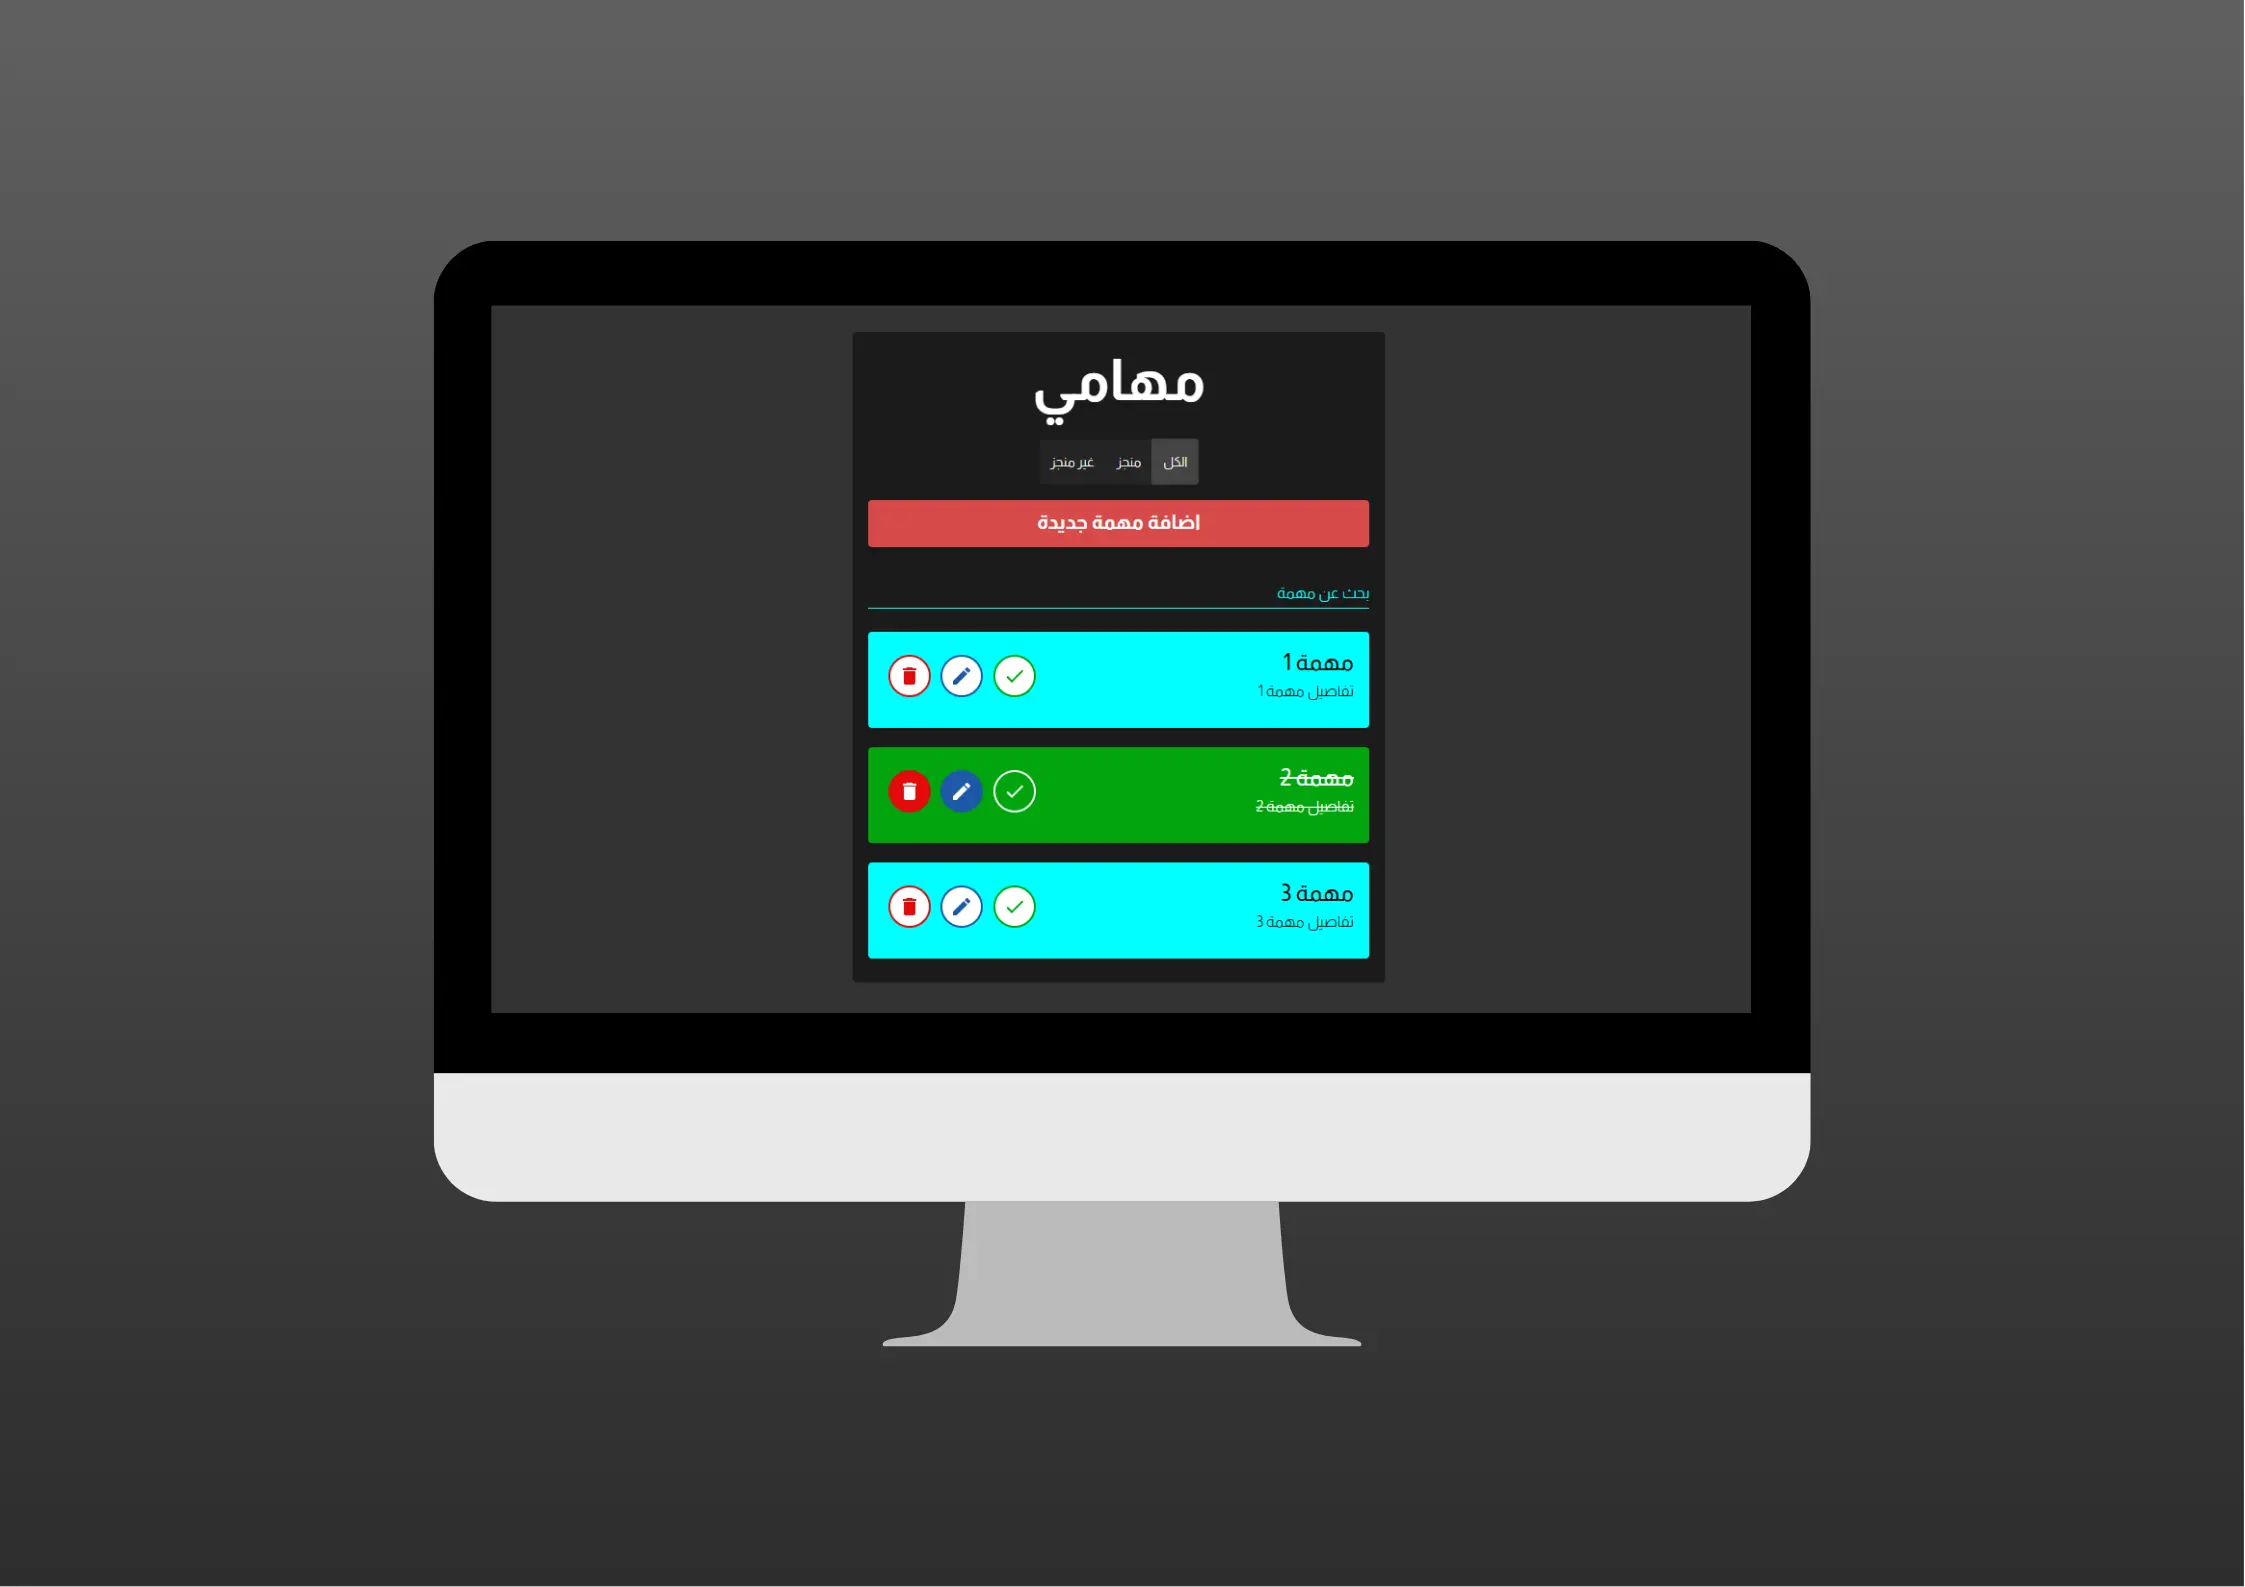 مهامي
الكل منجز غير منجز
اضافة مهمة جديدة
بحث عن مهمة
مهمة 1
تفاصيل مهمة 1
مهمة 2
تفاصيل مهمة 2
مهمة 3
تفاصيل مهمة 3